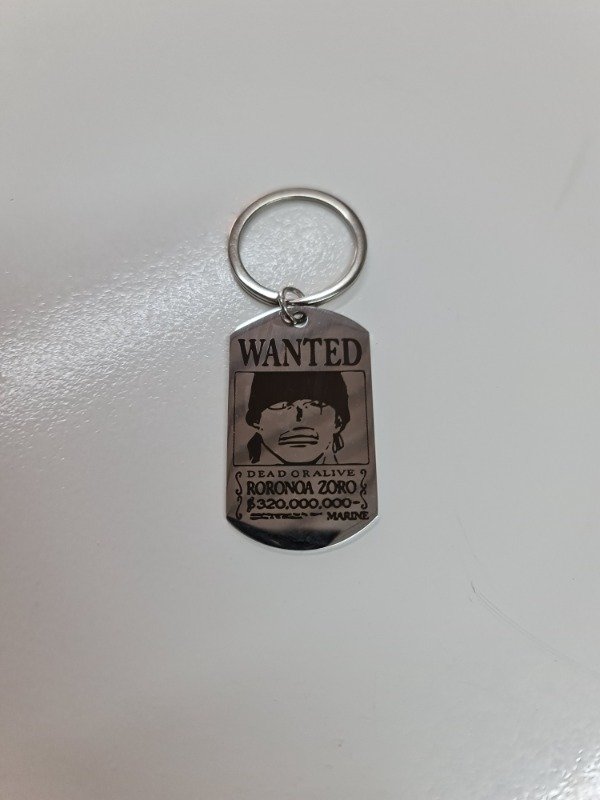 WANTED
DEAD OR ALIVE
RORONOA ZORO
฿320,000,000-
MARINE